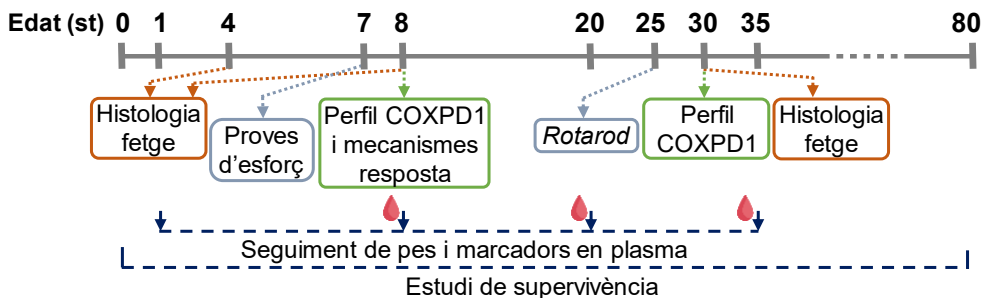 Edat (st) 0 1 4 7 8 20 25 30 35 80
Histologia
fetge
Proves
d'esforç
Perfil COXPD1
i mecanismes
resposta
Rotarod
Perfil
COXPD1
Histologia
fetge
Seguiment de pes i marcadors en plasma
Estudi de supervivència